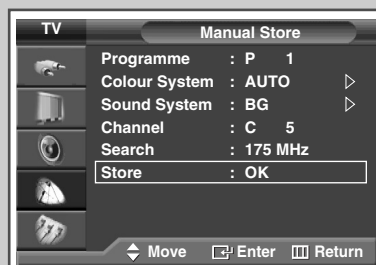 TV
Manual Store
Programme : P 1
Colour System : AUTO
Sound System : BG
Channel : C 5
Search : 175 MHz
Store : OK
Move Enter Return